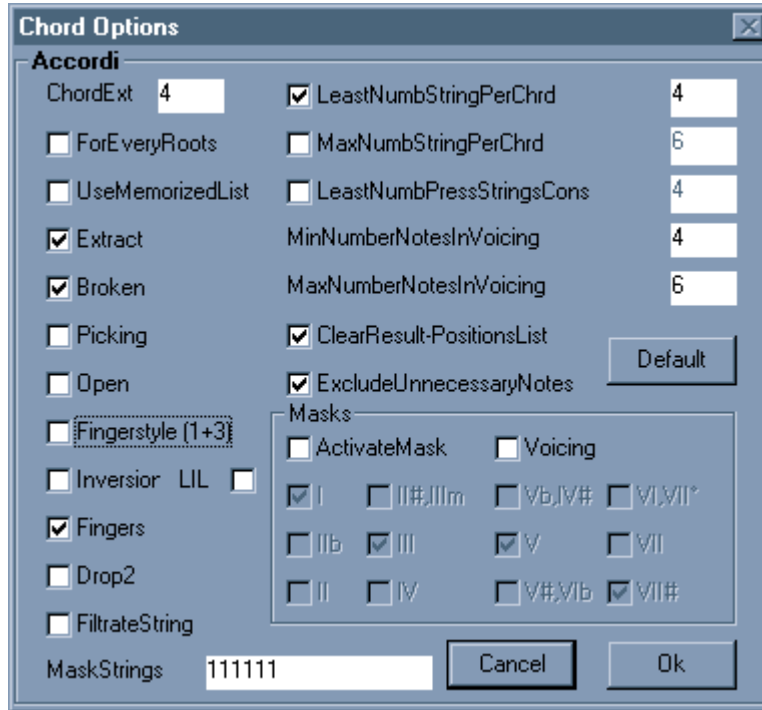 Chord Options
Accordi
ChordExt 4
LeastNumbStringPerChrd 4
ForEveryRoots
MaxNumbStringPerChrd 6
UseMemorizedList
LeastNumbPressStringsCons 4
Extract
MinNumberNotesInVoicing 4
Broken
MaxNumberNotesInVoicing 6
Picking
ClearResult-PositionsList
Default
Open
ExcludeUnnecessaryNotes
Fingerstyle (1+3)
Masks
ActivateMask Voicing
Inversior LIL
I II#,IIIm Vb,IV# VI,VII°
Fingers
IIb III V VII
Drop2
II IV V#,VIb VII#
FiltrateString
MaskStrings 111111
Cancel Ok